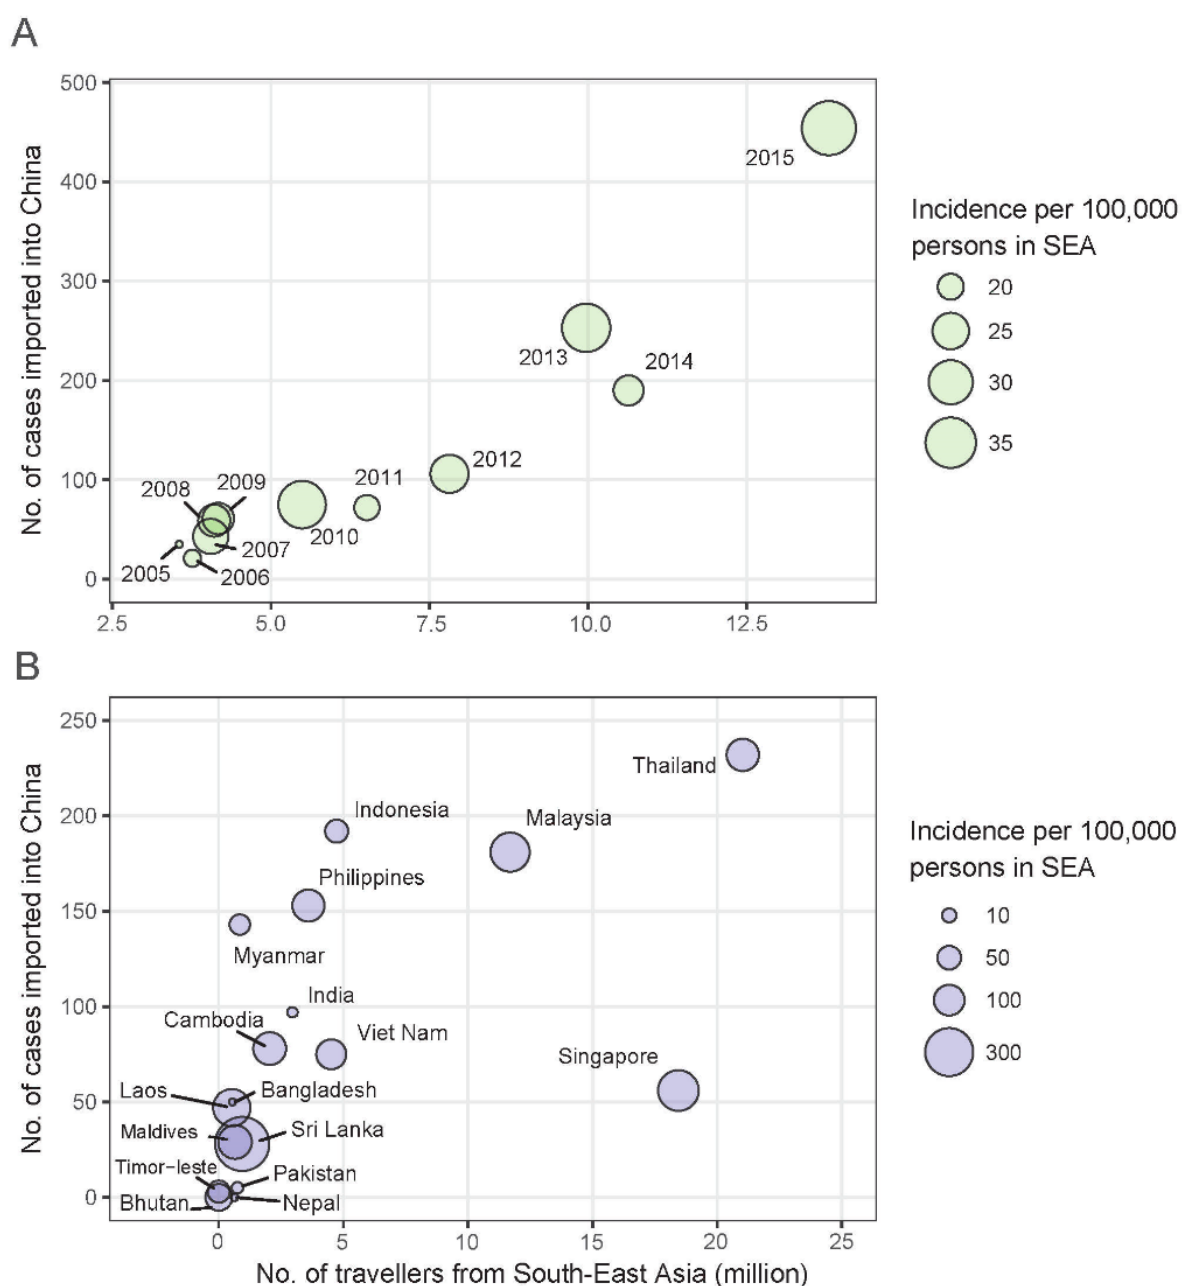 A
No. of cases imported into China
500
400
300
200
100
0
2015
2013
2014
2012
2011
2010
2009
2008
2007
2005
2006
2.5
5.0
7.5
10.0
12.5
Incidence per 100,000
persons in SEA
20
25
30
35
B
No. of cases imported into China
250
200
150
100
50
0
Thailand
Indonesia
Malaysia
Philippines
Myanmar
India
Cambodia
Viet Nam
Singapore
Laos
Bangladesh
Maldives
Sri Lanka
Timor−leste
Pakistan
Bhutan
Nepal
0
5
10
15
20
25
No. of travellers from South-East Asia (million)
Incidence per 100,000
persons in SEA
10
50
100
300